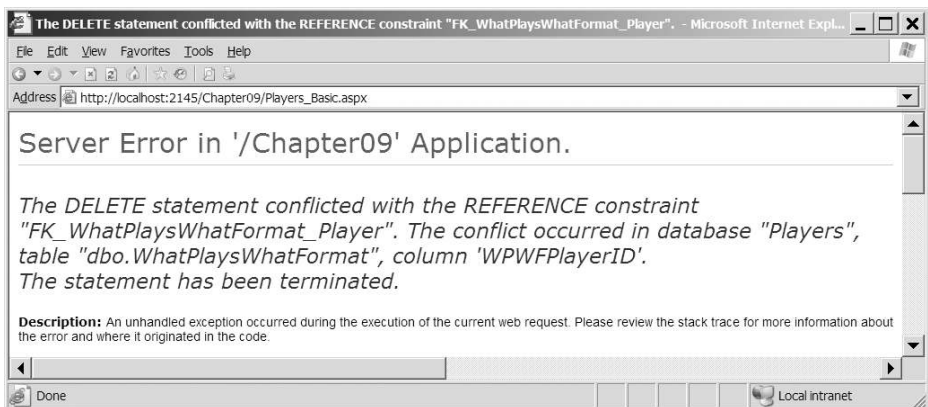 The DELETE statement conflicted with the REFERENCE constraint "FK_WhatPlaysWhatFormat_Player". - Microsoft Internet Expl...
File Edit View Favorites Tools Help
Address http://localhost:2145/Chapter09/Players_Basic.aspx
Server Error in '/Chapter09' Application.
The DELETE statement conflicted with the REFERENCE constraint
"FK_WhatPlaysWhatFormat_Player". The conflict occurred in database "Players",
table "dbo.WhatPlaysWhatFormat", column 'WPWFPlayerID'.
The statement has been terminated.
Description: An unhandled exception occurred during the execution of the current web request. Please review the stack trace for more information about
the error and where it originated in the code.
Done
Local intranet